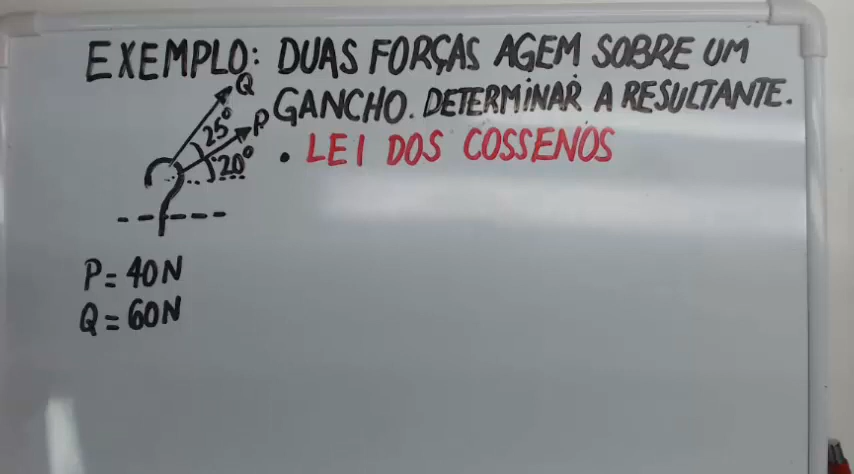 EXEMPLO: DUAS FORÇAS AGEM SOBRE UM
GANCHO. DETERMINAR A RESULTANTE.
• LEI DOS COSSENOS
Q
25°
P
20°
P = 40N
Q = 60N